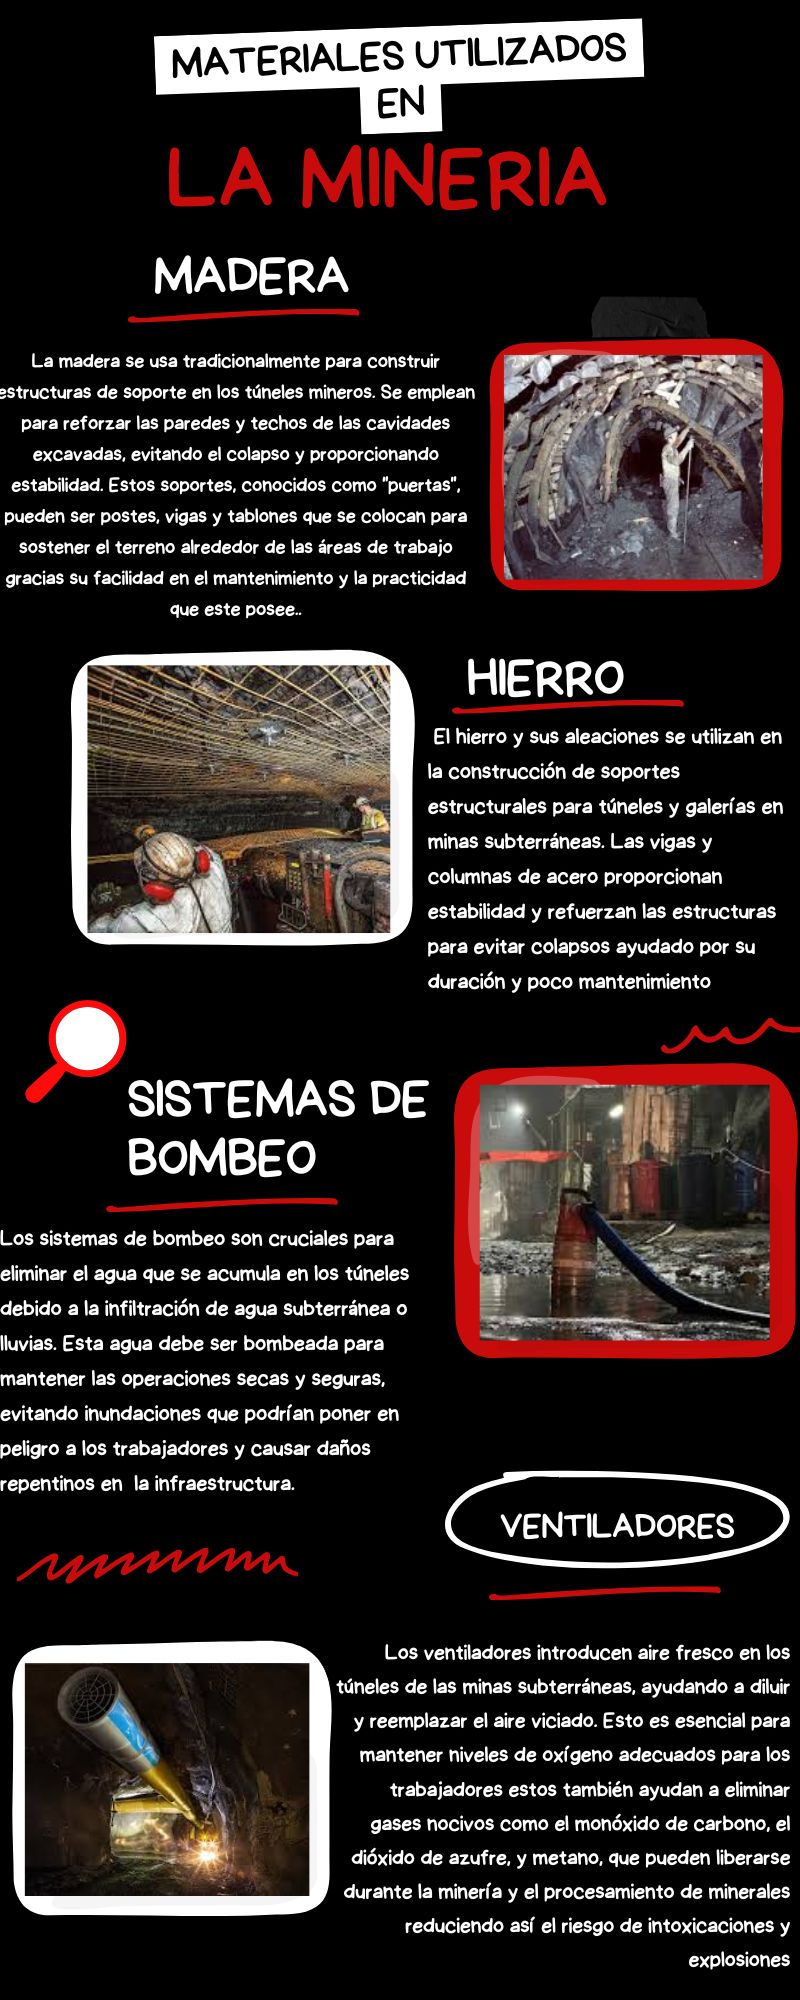 MATERIALES UTILIZADOS
EN
LA MINERIA
MADERA
La madera se usa tradicionalmente para construir
estructuras de soporte en los túneles mineros. Se emplean
para reforzar las paredes y techos de las cavidades
excavadas, evitando el colapso y proporcionando
estabilidad. Estos soportes, conocidos como "puertas",
pueden ser postes, vigas y tablones que se colocan para
sostener el terreno alrededor de las áreas de trabajo
gracias su facilidad en el mantenimiento y la practicidad
que este posee..
HIERRO
El hierro y sus aleaciones se utilizan en
la construcción de soportes
estructurales para túneles y galerías en
minas subterráneas. Las vigas y
columnas de acero proporcionan
estabilidad y refuerzan las estructuras
para evitar colapsos ayudado por su
duración y poco mantenimiento
SISTEMAS DE
BOMBEO
Los sistemas de bombeo son cruciales para
eliminar el agua que se acumula en los túneles
debido a la infiltración de agua subterránea o
lluvias. Esta agua debe ser bombeada para
mantener las operaciones secas y seguras,
evitando inundaciones que podrían poner en
peligro a los trabajadores y causar daños
repentinos en  la infraestructura.
VENTILADORES
Los ventiladores introducen aire fresco en los
túneles de las minas subterráneas, ayudando a diluir
y reemplazar el aire viciado. Esto es esencial para
mantener niveles de oxígeno adecuados para los
trabajadores estos también ayudan a eliminar
gases nocivos como el monóxido de carbono, el
dióxido de azufre, y metano, que pueden liberarse
durante la minería y el procesamiento de minerales
reduciendo así el riesgo de intoxicaciones y
explosiones